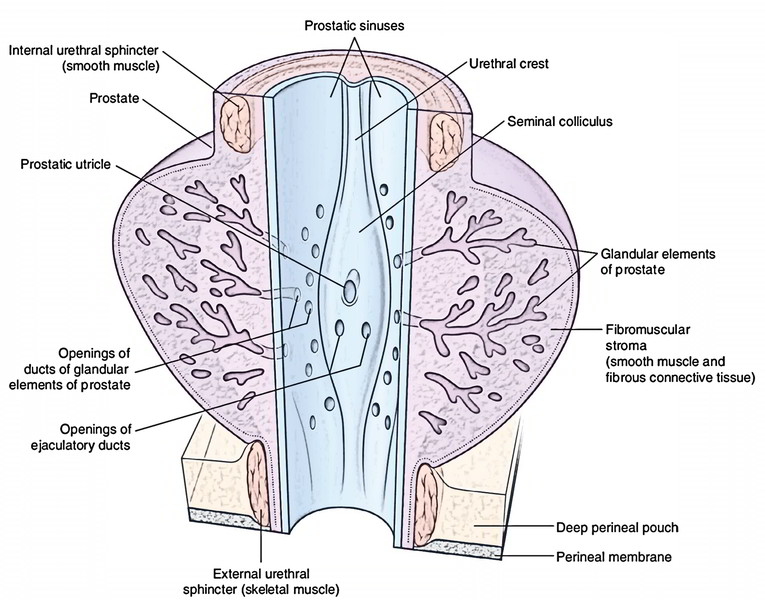 Prostatic sinuses
Internal urethral sphincter
(smooth muscle)
Urethral crest
Prostate
Seminal colliculus
Prostatic utricle
Glandular elements
of prostate
Fibromuscular
stroma
(smooth muscle and
fibrous connective tissue)
Openings of
ducts of glandular
elements of prostate
Openings of
ejaculatory ducts
Deep perineal pouch
Perineal membrane
External urethral
sphincter (skeletal muscle)